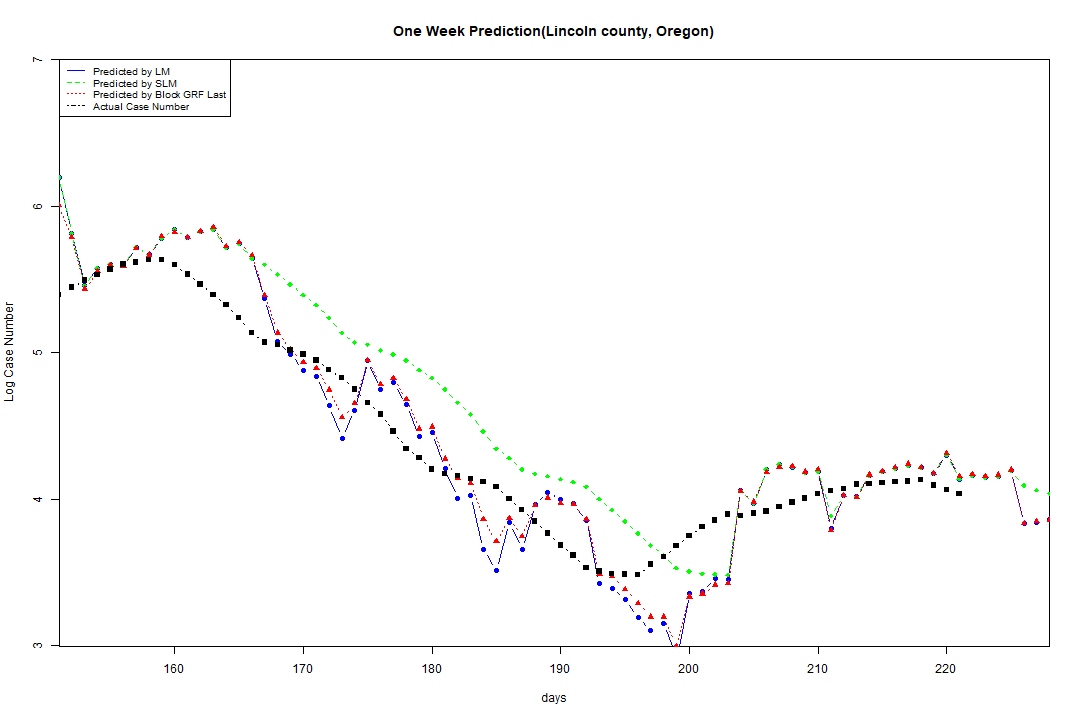 One Week Prediction(Lincoln county, Oregon)
Predicted by LM
Predicted by SLM
Predicted by Block GRF Last
Actual Case Number
7
6
5
4
3
Log Case Number
160 170 180 190 200 210 220
days